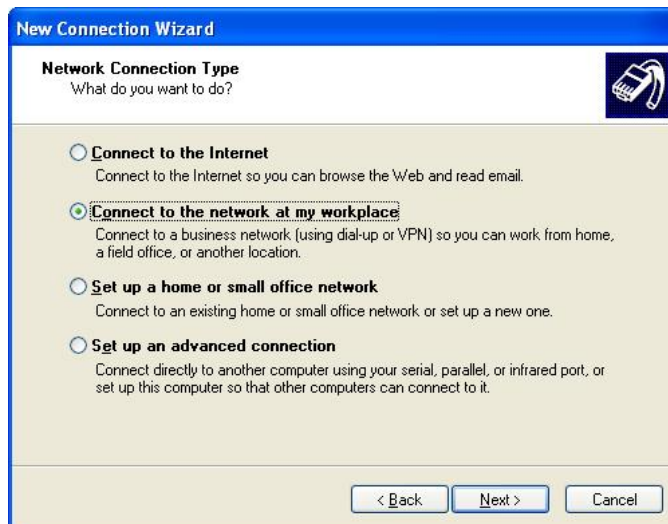 New Connection Wizard
Network Connection Type
What do you want to do?
Connect to the Internet
Connect to the Internet so you can browse the Web and read email.
Connect to the network at my workplace
Connect to a business network (using dial-up or VPN) so you can work from home,
a field office, or another location.
Set up a home or small office network
Connect to an existing home or small office network or set up a new one.
Set up an advanced connection
Connect directly to another computer using your serial, parallel, or infrared port, or
set up this computer so that other computers can connect to it.
< Back
Next >
Cancel